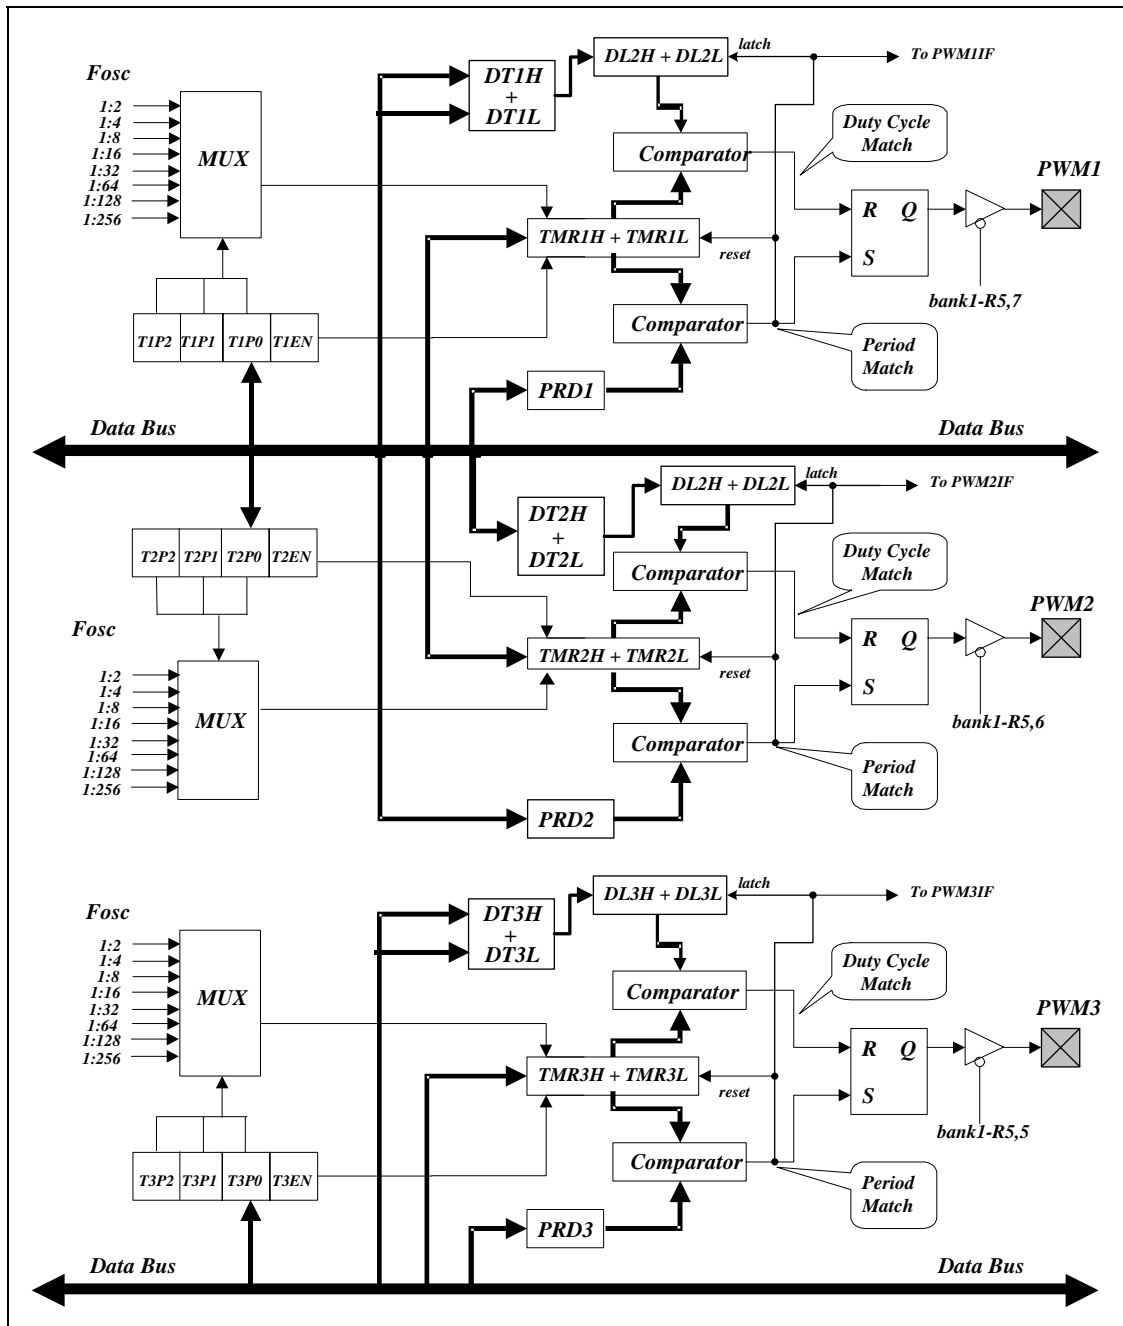 DL2H + DL2L
latch
To PWM1IF
Fosc
DT1H
+
DT1L
1:2
1:4
1:8
1:16
1:32
1:64
1:128
1:256
MUX
Duty Cycle
Match
Comparator
PWM1
R Q
S
TMR1H + TMR1L
reset
bank1-R5,7
T1P2 T1P1 T1P0 T1EN
Comparator
Period
Match
PRD1
Data Bus
Data Bus
DL2H + DL2L
latch
To PWM2IF
DT2H
+
DT2L
T2P2 T2P1 T2P0 T2EN
Duty Cycle
Match
Comparator
PWM2
Fosc
R Q
S
TMR2H + TMR2L
reset
1:2
1:4
1:8
1:16
1:32
1:64
1:128
1:256
MUX
bank1-R5,6
Comparator
Period
Match
PRD2
DL3H + DL3L
latch
To PWM3IF
Fosc
DT3H
+
DT3L
1:2
1:4
1:8
1:16
1:32
1:64
1:128
1:256
MUX
Duty Cycle
Match
Comparator
PWM3
R Q
S
TMR3H + TMR3L
reset
bank1-R5,5
T3P2 T3P1 T3P0 T3EN
Comparator
Period
Match
PRD3
Data Bus
Data Bus